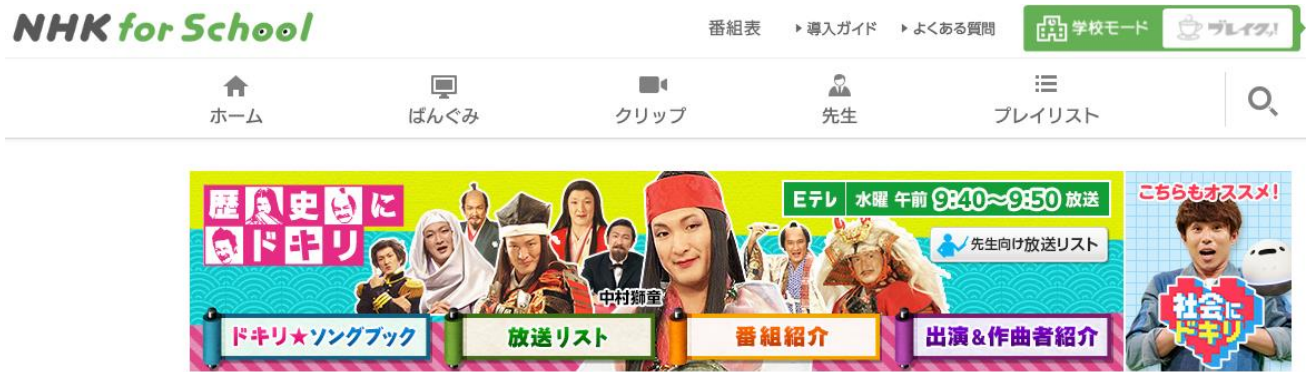 NHK for School
番組表
導入ガイド
よくある質問
学校モード
ブレイクッ!
ホーム
ばんぐみ
クリップ
先生
プレイリスト
歴史に
ドキリ
Eテレ 水曜 午前 9:40～9:50 放送
先生向け放送リスト
中村獅童
ドキリ★ソングブック
放送リスト
番組紹介
出演&作曲者紹介
こちらもオススメ!
社会に
ドキリ